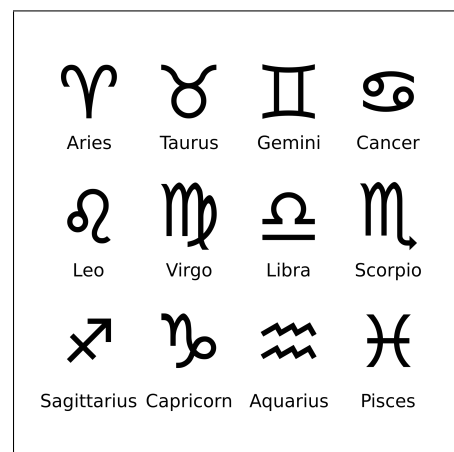 ♈ ♉ ♊ ♋
Aries Taurus Gemini Cancer
♌ ♍ ♎ ♏
Leo Virgo Libra Scorpio
♐ ♑ ♒ ♓
Sagittarius Capricorn Aquarius Pisces